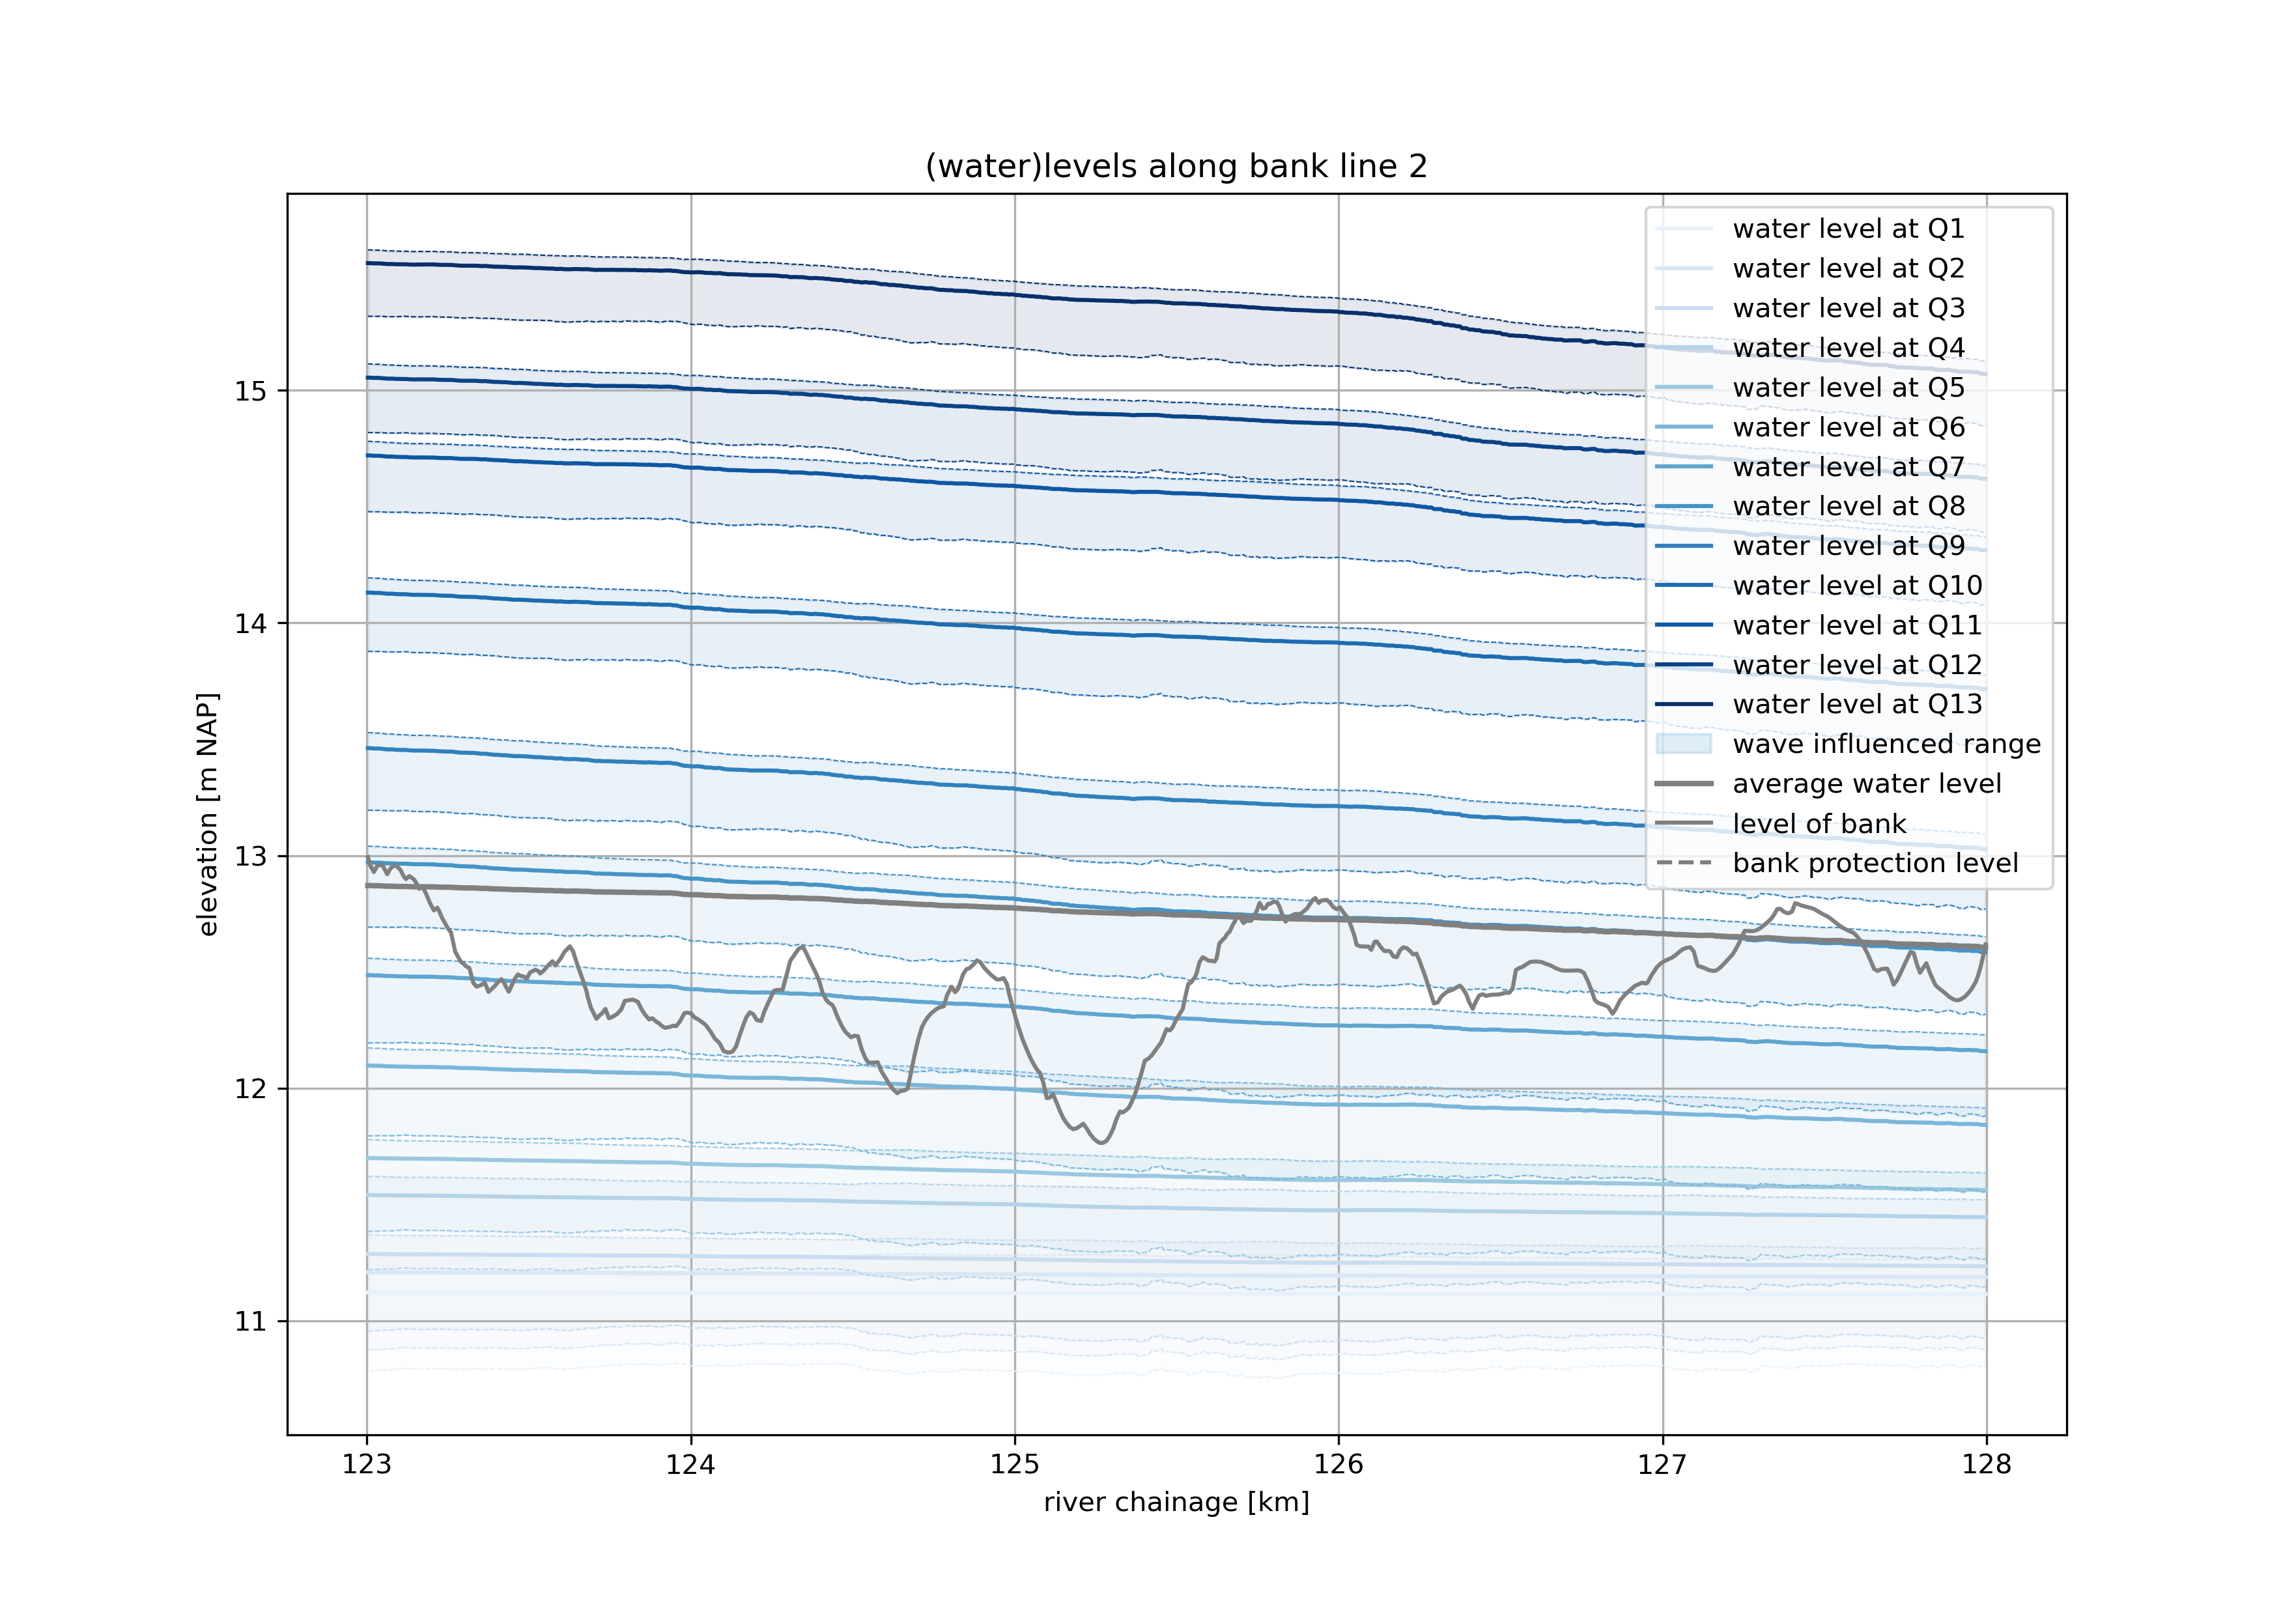 (water)levels along bank line 2
water level at Q1
water level at Q2
water level at Q3
water level at Q4
water level at Q5
water level at Q6
water level at Q7
water level at Q8
water level at Q9
water level at Q10
water level at Q11
water level at Q12
water level at Q13
wave influenced range
average water level
level of bank
bank protection level
elevation [m NAP]
15
14
13
12
11
123 124 125 126 127 128
river chainage [km]